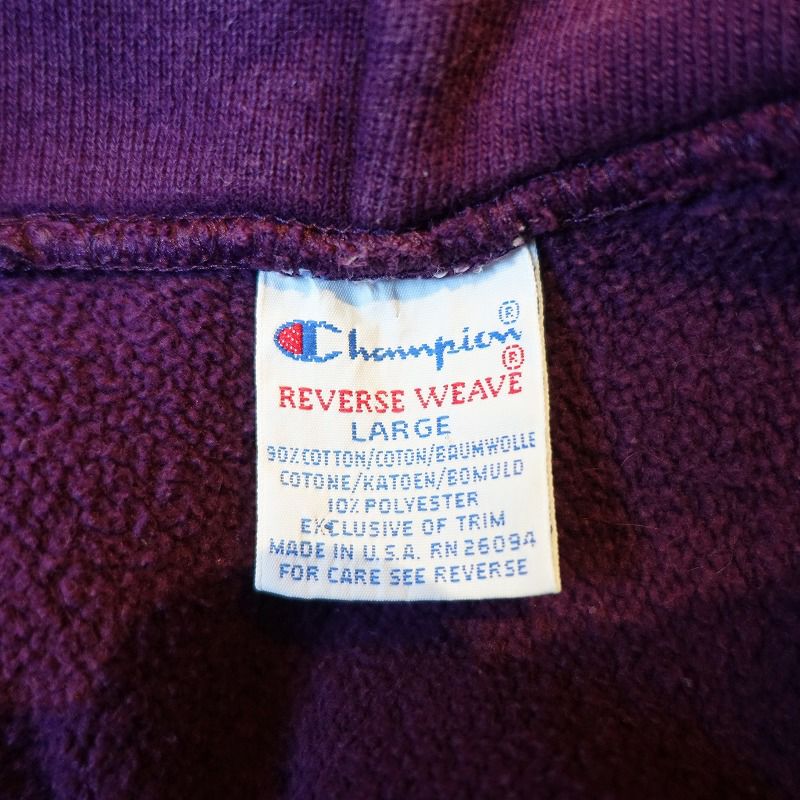 Champion®
REVERSE WEAVE®
LARGE
90% COTTON/COTON/BAUMWOLLE
COTONE/KATOEN/BOMULD
10% POLYESTER
EXCLUSIVE OF TRIM
MADE IN U.S.A. RN 26094
FOR CARE SEE REVERSE